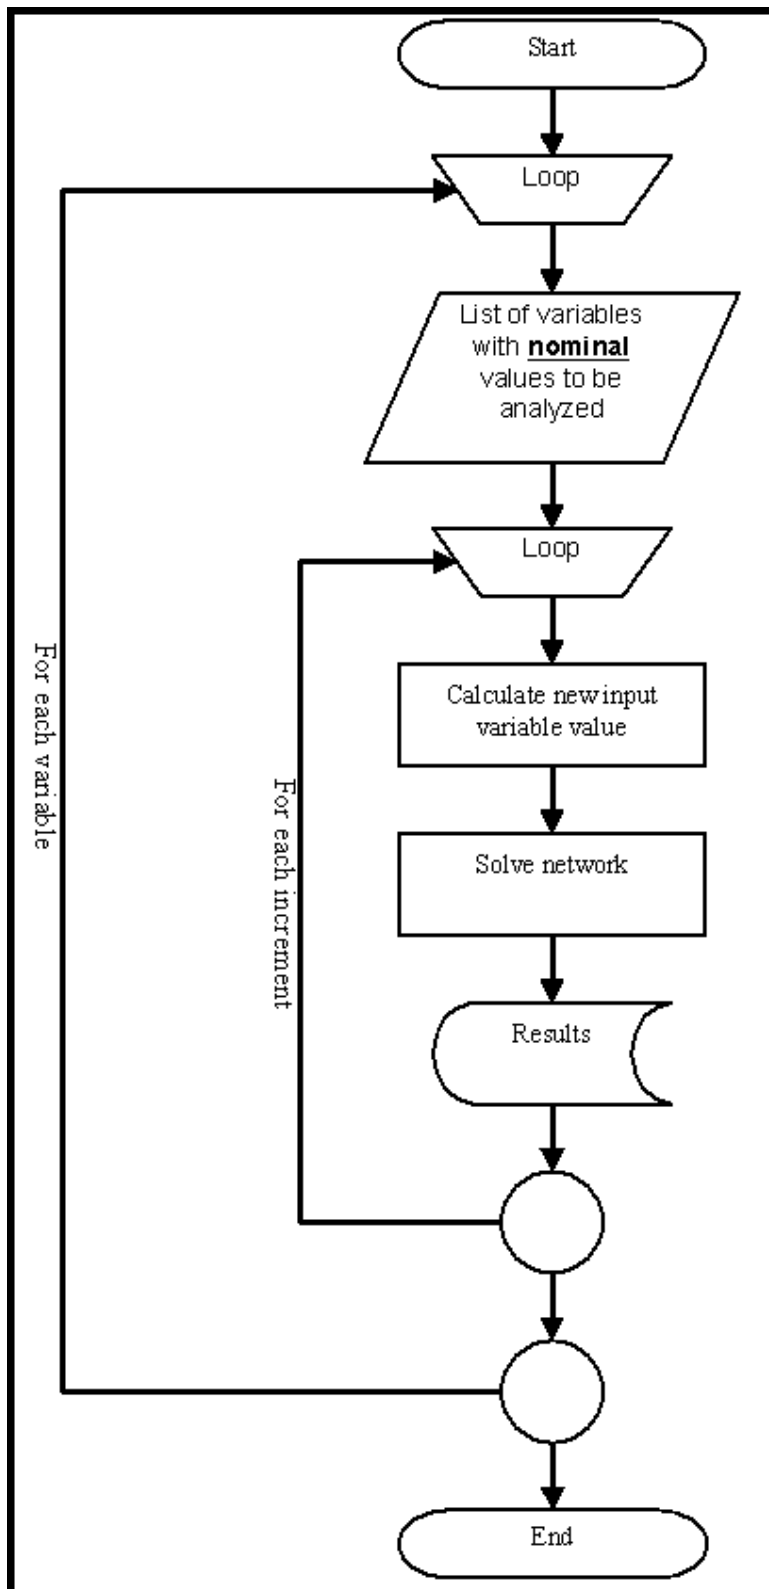 Start
Loop
List of variables
with nominal
values to be
analyzed
Loop
Calculate new input
variable value
Solve network
Results
End
For each variable
For each increment